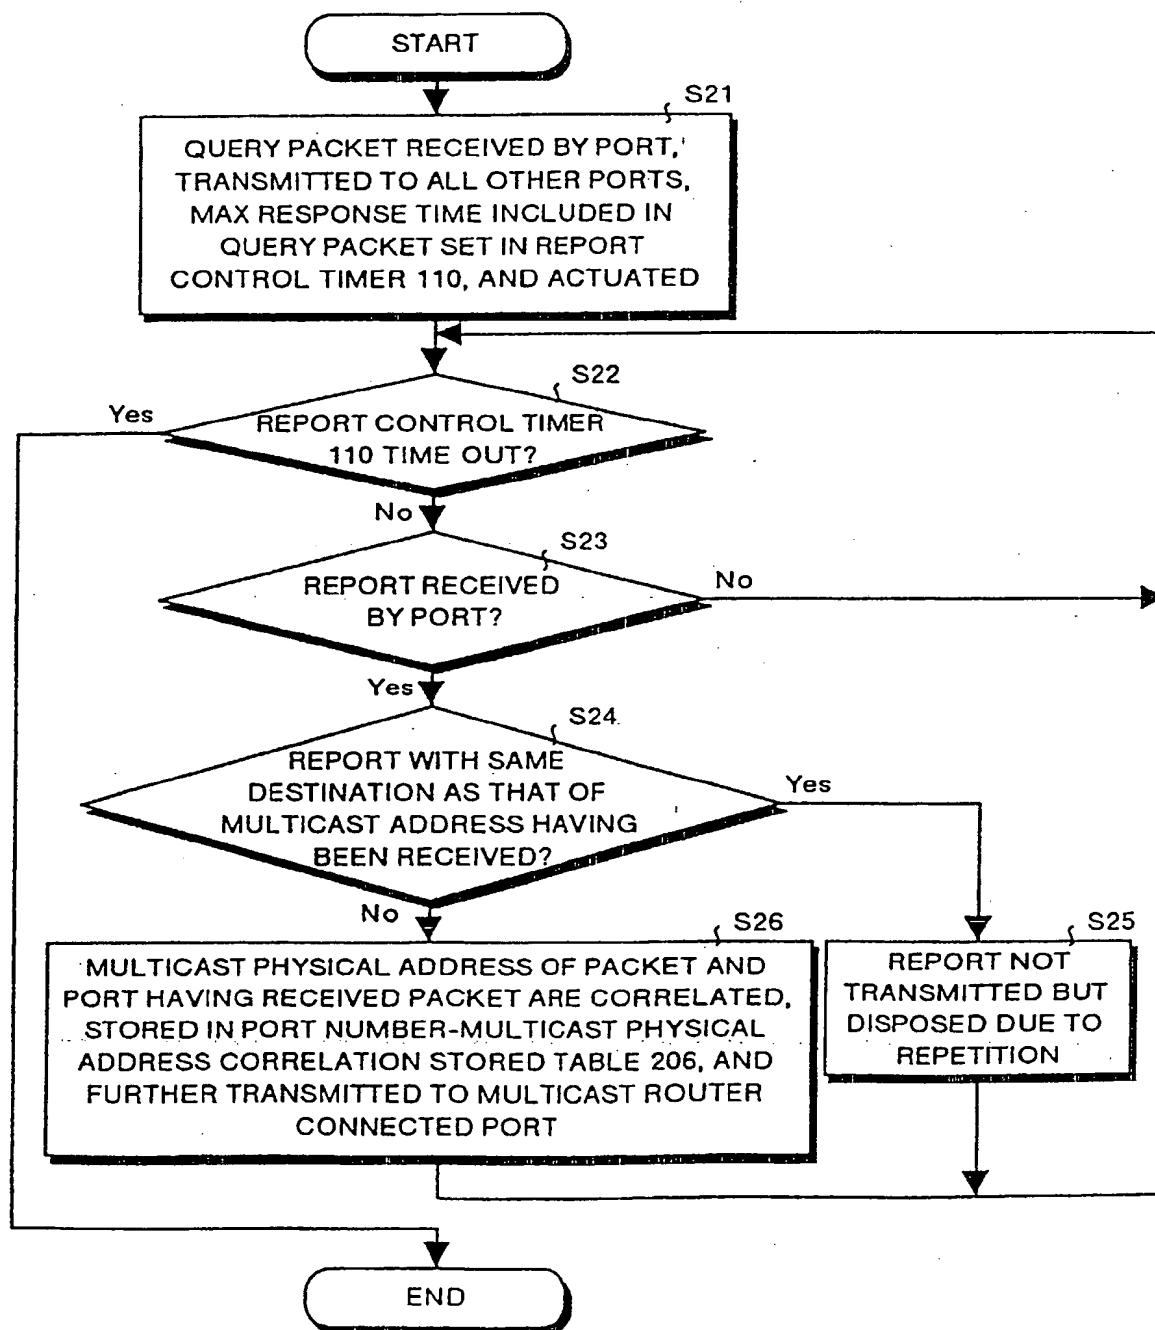 START
S21
QUERY PACKET RECEIVED BY PORT,
TRANSMITTED TO ALL OTHER PORTS,
MAX RESPONSE TIME INCLUDED IN
QUERY PACKET SET IN REPORT
CONTROL TIMER 110, AND ACTUATED
S22
Yes
REPORT CONTROL TIMER
110 TIME OUT?
No
S23
REPORT RECEIVED
BY PORT?
No
Yes
S24
REPORT WITH SAME
DESTINATION AS THAT OF
MULTICAST ADDRESS HAVING
BEEN RECEIVED?
Yes
No
S26
MULTICAST PHYSICAL ADDRESS OF PACKET AND
PORT HAVING RECEIVED PACKET ARE CORRELATED,
STORED IN PORT NUMBER-MULTICAST PHYSICAL
ADDRESS CORRELATION STORED TABLE 206, AND
FURTHER TRANSMITTED TO MULTICAST ROUTER
CONNECTED PORT
S25
REPORT NOT
TRANSMITTED BUT
DISPOSED DUE TO
REPETITION
END